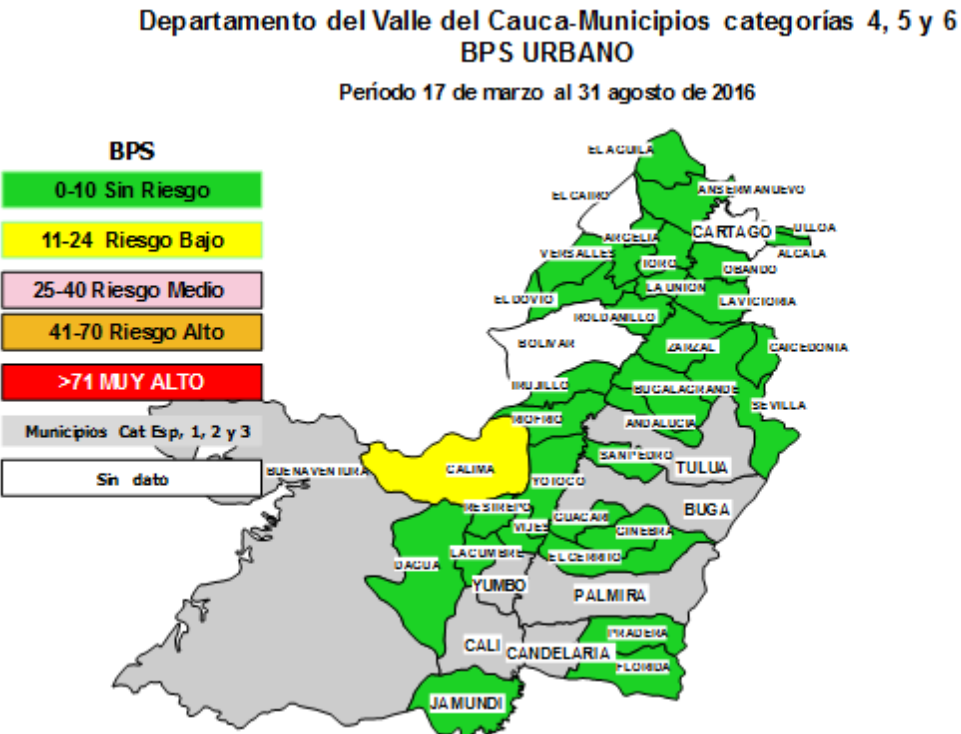 Departamento del Valle del Cauca-Municipios categorías 4, 5 y 6
BPS URBANO
Período 17 de marzo al 31 agosto de 2016
BPS
0-10 Sin Riesgo
11-24 Riesgo Bajo
25-40 Riesgo Medio
41-70 Riesgo Alto
>71 MUY ALTO
Municipios Cat Esp, 1, 2 y 3
Sin dato
EL AGUILA
ANSERMANUEVO
EL CAIRO
CARTAGO
ULLOA
ARGELIA
ALCALA
VERSALLES
TORO
OBANDO
LA UNION
EL DOVIO
LA VICTORIA
ROLDANILLO
BOLIVAR
ZARZAL
CAICEDONIA
TRUJILLO
BUGALAGRANDE
SEVILLA
RIOFRIO
ANDALUCIA
SAN PEDRO
TULUA
BUENAVENTURA
CALIMA
YOTOCO
RESTREPO
GUACARI
BUGA
VIJES
GINEBRA
DAGUA
LA CUMBRE
EL CERRITO
YUMBO
PALMIRA
PRADERA
CALI
CANDELARIA
FLORIDA
JAMUNDI